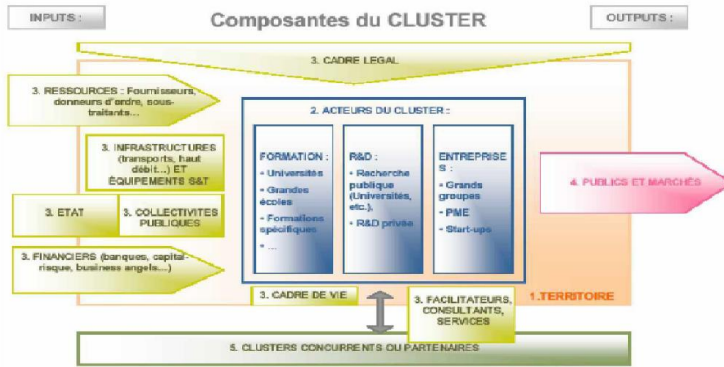 INPUTS :
Composantes du CLUSTER
OUTPUTS :
3. CADRE LEGAL
3. RESSOURCES : Fournisseurs,
donneurs d'ordre, sous-
traitants...
2. ACTEURS DU CLUSTER :
3. INFRASTRUCTURES
(transports, haut
débit...) ET
ÉQUIPEMENTS S&T
FORMATION :
• Universités
• Grandes
écoles
• Formations
spécifiques
• ...
R&D :
• Recherche
publique
(Universités,
etc.),
• R&D privée
ENTREPRISE
S :
• Grands
groupes
• PME
• Start-ups
4. PUBLICS ET MARCHÉS
3. ETAT
3. COLLECTIVITES
PUBLIQUES
3. FINANCIERS (banques, capital-
risque, business angels...)
3. CADRE DE VIE
3. FACILITATEURS,
CONSULTANTS,
SERVICES
1.TERRITOIRE
5. CLUSTERS CONCURRENTS OU PARTENAIRES